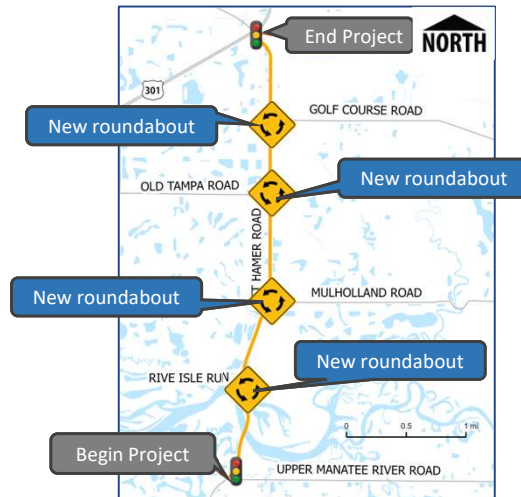 End Project
NORTH
301
GOLF COURSE ROAD
New roundabout
OLD TAMPA ROAD
New roundabout
T HAMER ROAD
New roundabout
MULHOLLAND ROAD
New roundabout
RIVE ISLE RUN
0 0.5 1 mi
Begin Project
UPPER MANATEE RIVER ROAD